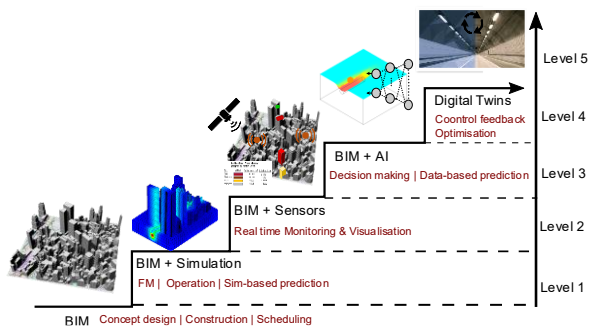 Level 5
Digital Twins
Coontrol feedback
Optimisation
Level 4
BIM + AI
Decision making | Data-based prediction
Level 3
BIM + Sensors
Real time Monitoring & Visualisation
Level 2
BIM + Simulation
FM | Operation | Sim-based prediction
Level 1
BIM Concept design | Construction | Scheduling